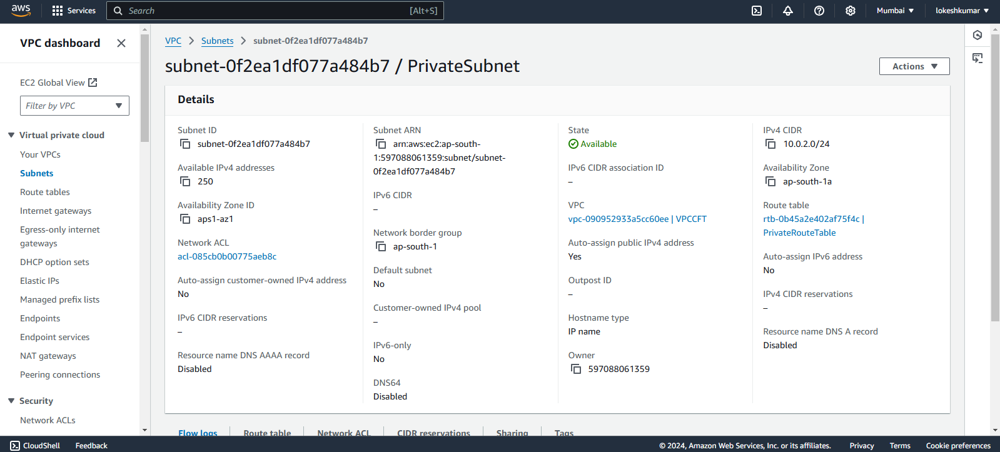 aws
Services
Search
[Alt+S]
Mumbai
lokeshkumar
VPC dashboard
EC2 Global View
Filter by VPC
Virtual private cloud
Your VPCs
Subnets
Route tables
Internet gateways
Egress-only internet
gateways
DHCP option sets
Elastic IPs
Managed prefix lists
Endpoints
Endpoint services
NAT gateways
Peering connections
Security
Network ACLs
VPC > Subnets > subnet-0f2ea1df077a484b7
subnet-0f2ea1df077a484b7 / PrivateSubnet
Actions
Details
Subnet ID
subnet-0f2ea1df077a484b7
Available IPv4 addresses
250
Availability Zone ID
aps1-az1
Network ACL
acl-085cb0b00775aeb8c
Auto-assign customer-owned IPv4 address
No
IPv6 CIDR reservations
–
Resource name DNS AAAA record
Disabled
Subnet ARN
arn:aws:ec2:ap-south-
1:597088061359:subnet/subnet-
0f2ea1df077a484b7
IPv6 CIDR
–
Network border group
ap-south-1
Default subnet
No
Customer-owned IPv4 pool
–
IPv6-only
No
DNS64
Disabled
State
Available
IPv6 CIDR association ID
–
VPC
vpc-090952933a5cc60ee | VPCCFT
Auto-assign public IPv4 address
Yes
Outpost ID
–
Hostname type
IP name
Owner
597088061359
IPv4 CIDR
10.0.2.0/24
Availability Zone
ap-south-1a
Route table
rtb-0b45a2e402af75f4c |
PrivateRouteTable
Auto-assign IPv6 address
No
IPv4 CIDR reservations
–
Resource name DNS A record
Disabled
Flow logs
Route table
Network ACL
CIDR reservations
Sharing
Tags
CloudShell
Feedback
© 2024, Amazon Web Services, Inc. or its affiliates.
Privacy
Terms
Cookie preferences